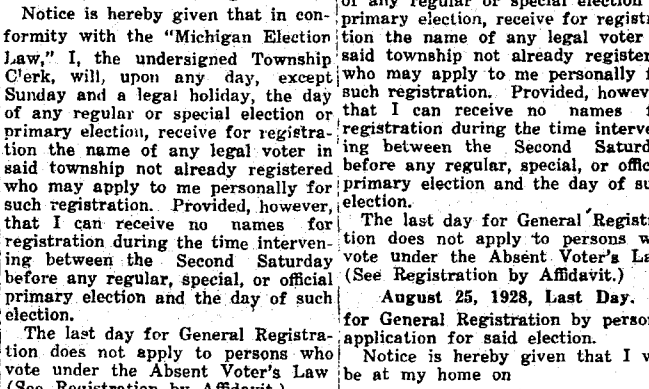 Notice is hereby given that in con-
formity with the "Michigan Election
Law," I, the undersigned Township
Clerk, will, upon any day, except
Sunday and a legal holiday, the day
of any regular or special election or
primary election, receive for registra-
tion the name of any legal voter in
said township not already registered
who may apply to me personally for
such registration. Provided, however,
that I can receive no names for
registration during the time interven-
ing between the Second Saturday
before any regular, special, or official
primary election and the day of such
election.
The last day for General Registra-
tion does not apply to persons who
vote under the Absent Voter's Law
(See Registration by Affidavit.)
of any regular or special election
primary election, receive for regist
tion the name of any legal voter
said township not already register
who may apply to me personally f
such registration. Provided, howev
that I can receive no names
registration during the time interve
ing between the Second Saturd
before any regular, special, or offic
primary election and the day of su
election.
The last day for General Regist
tion does not apply to persons w
vote under the Absent Voter's La
(See Registration by Affidavit.)
August 25, 1928, Last Day.
for General Registration by perso
application for said election.
Notice is hereby given that I w
be at my home on